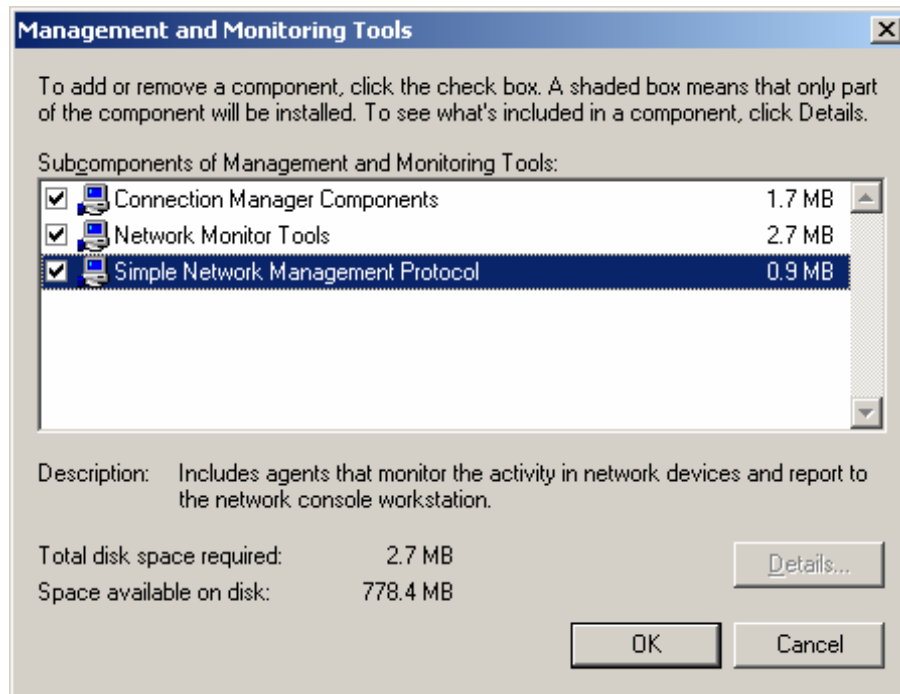 Management and Monitoring Tools
To add or remove a component, click the check box. A shaded box means that only part
of the component will be installed. To see what's included in a component, click Details.
Subcomponents of Management and Monitoring Tools:
Connection Manager Components 1.7 MB
Network Monitor Tools 2.7 MB
Simple Network Management Protocol 0.9 MB
Description: Includes agents that monitor the activity in network devices and report to
the network console workstation.
Total disk space required: 2.7 MB
Details...
Space available on disk: 778.4 MB
OK Cancel